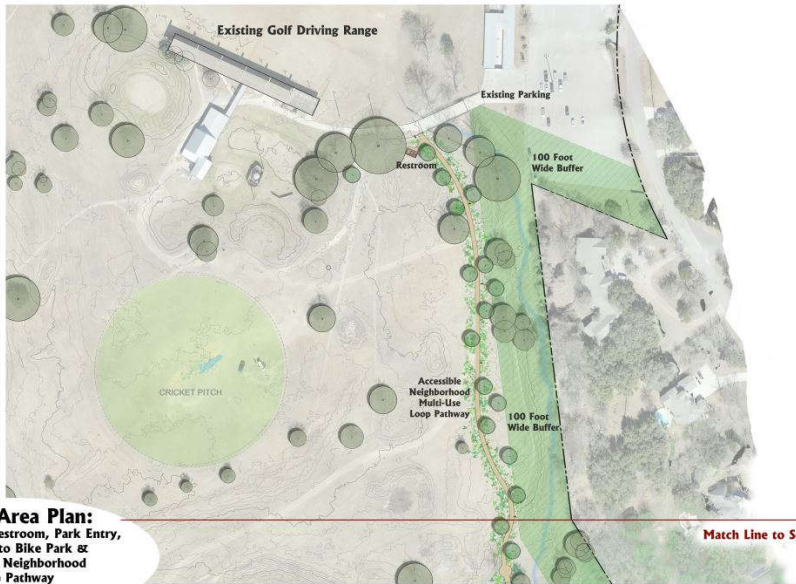 Existing Golf Driving Range
Existing Parking
Restroom
100 Foot
Wide Buffer
CRICKET PITCH
Accessible
Neighborhood
Multi-Use
Loop Pathway
100 Foot
Wide Buffer
Area Plan:
estroom, Park Entry,
to Bike Park &
Neighborhood
Pathway
Match Line to S